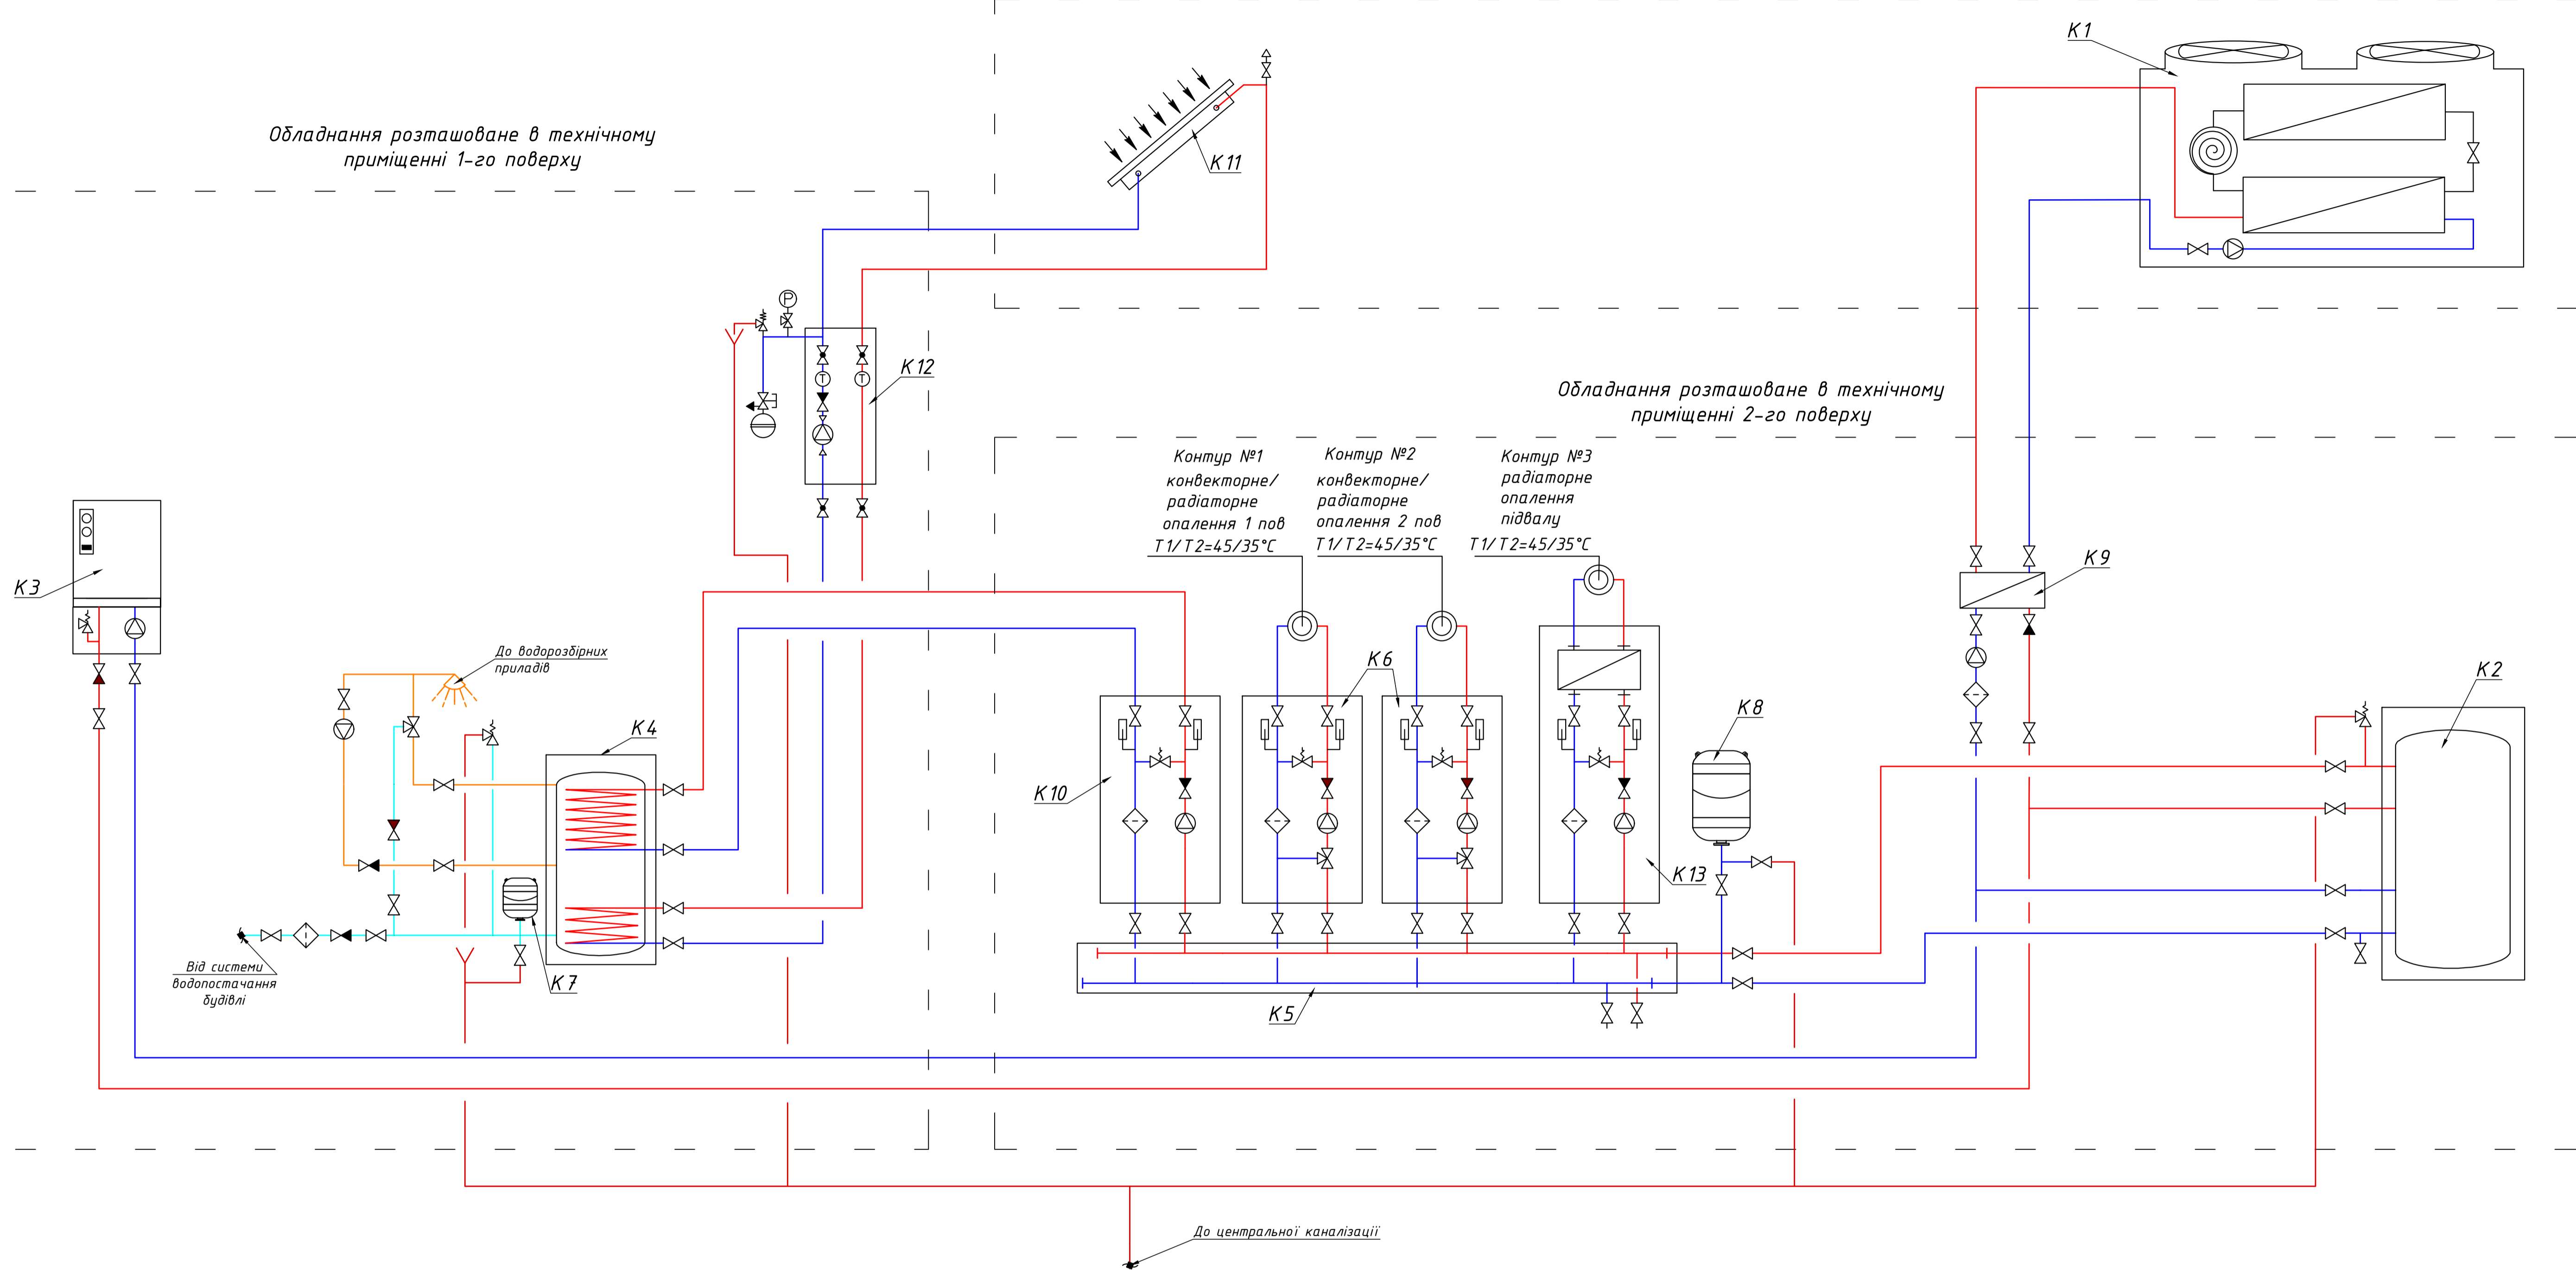 К1
Обладнання розташоване в технічному
приміщенні 1-го поверху
К11
P
К12
T
T
Обладнання розташоване в технічному
приміщенні 2-го поверху
Контур №1
конвекторне/
радіаторне
опалення 1 пов
Т1/Т2=45/35°С
Контур №2
конвекторне/
радіаторне
опалення 2 пов
Т1/Т2=45/35°С
Контур №3
радіаторне
опалення
підвалу
Т1/Т2=45/35°С
К9
К3
До водорозбірних
приладів
К6
К2
К4
К8
К10
К13
Від системи
водопостачання
будівлі
К7
К5
До центральної каналізації